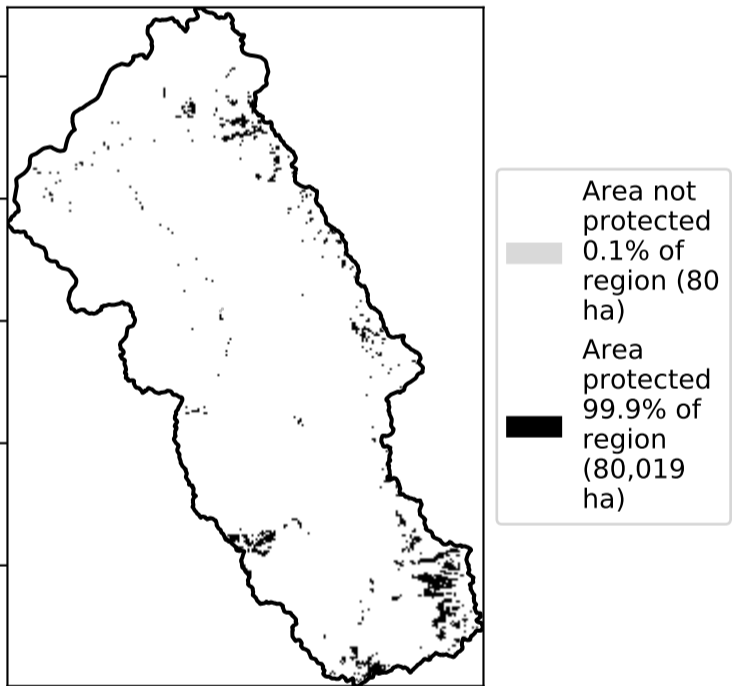 Area not
protected
0.1% of
region (80
ha)
Area
protected
99.9% of
region
(80,019
ha)